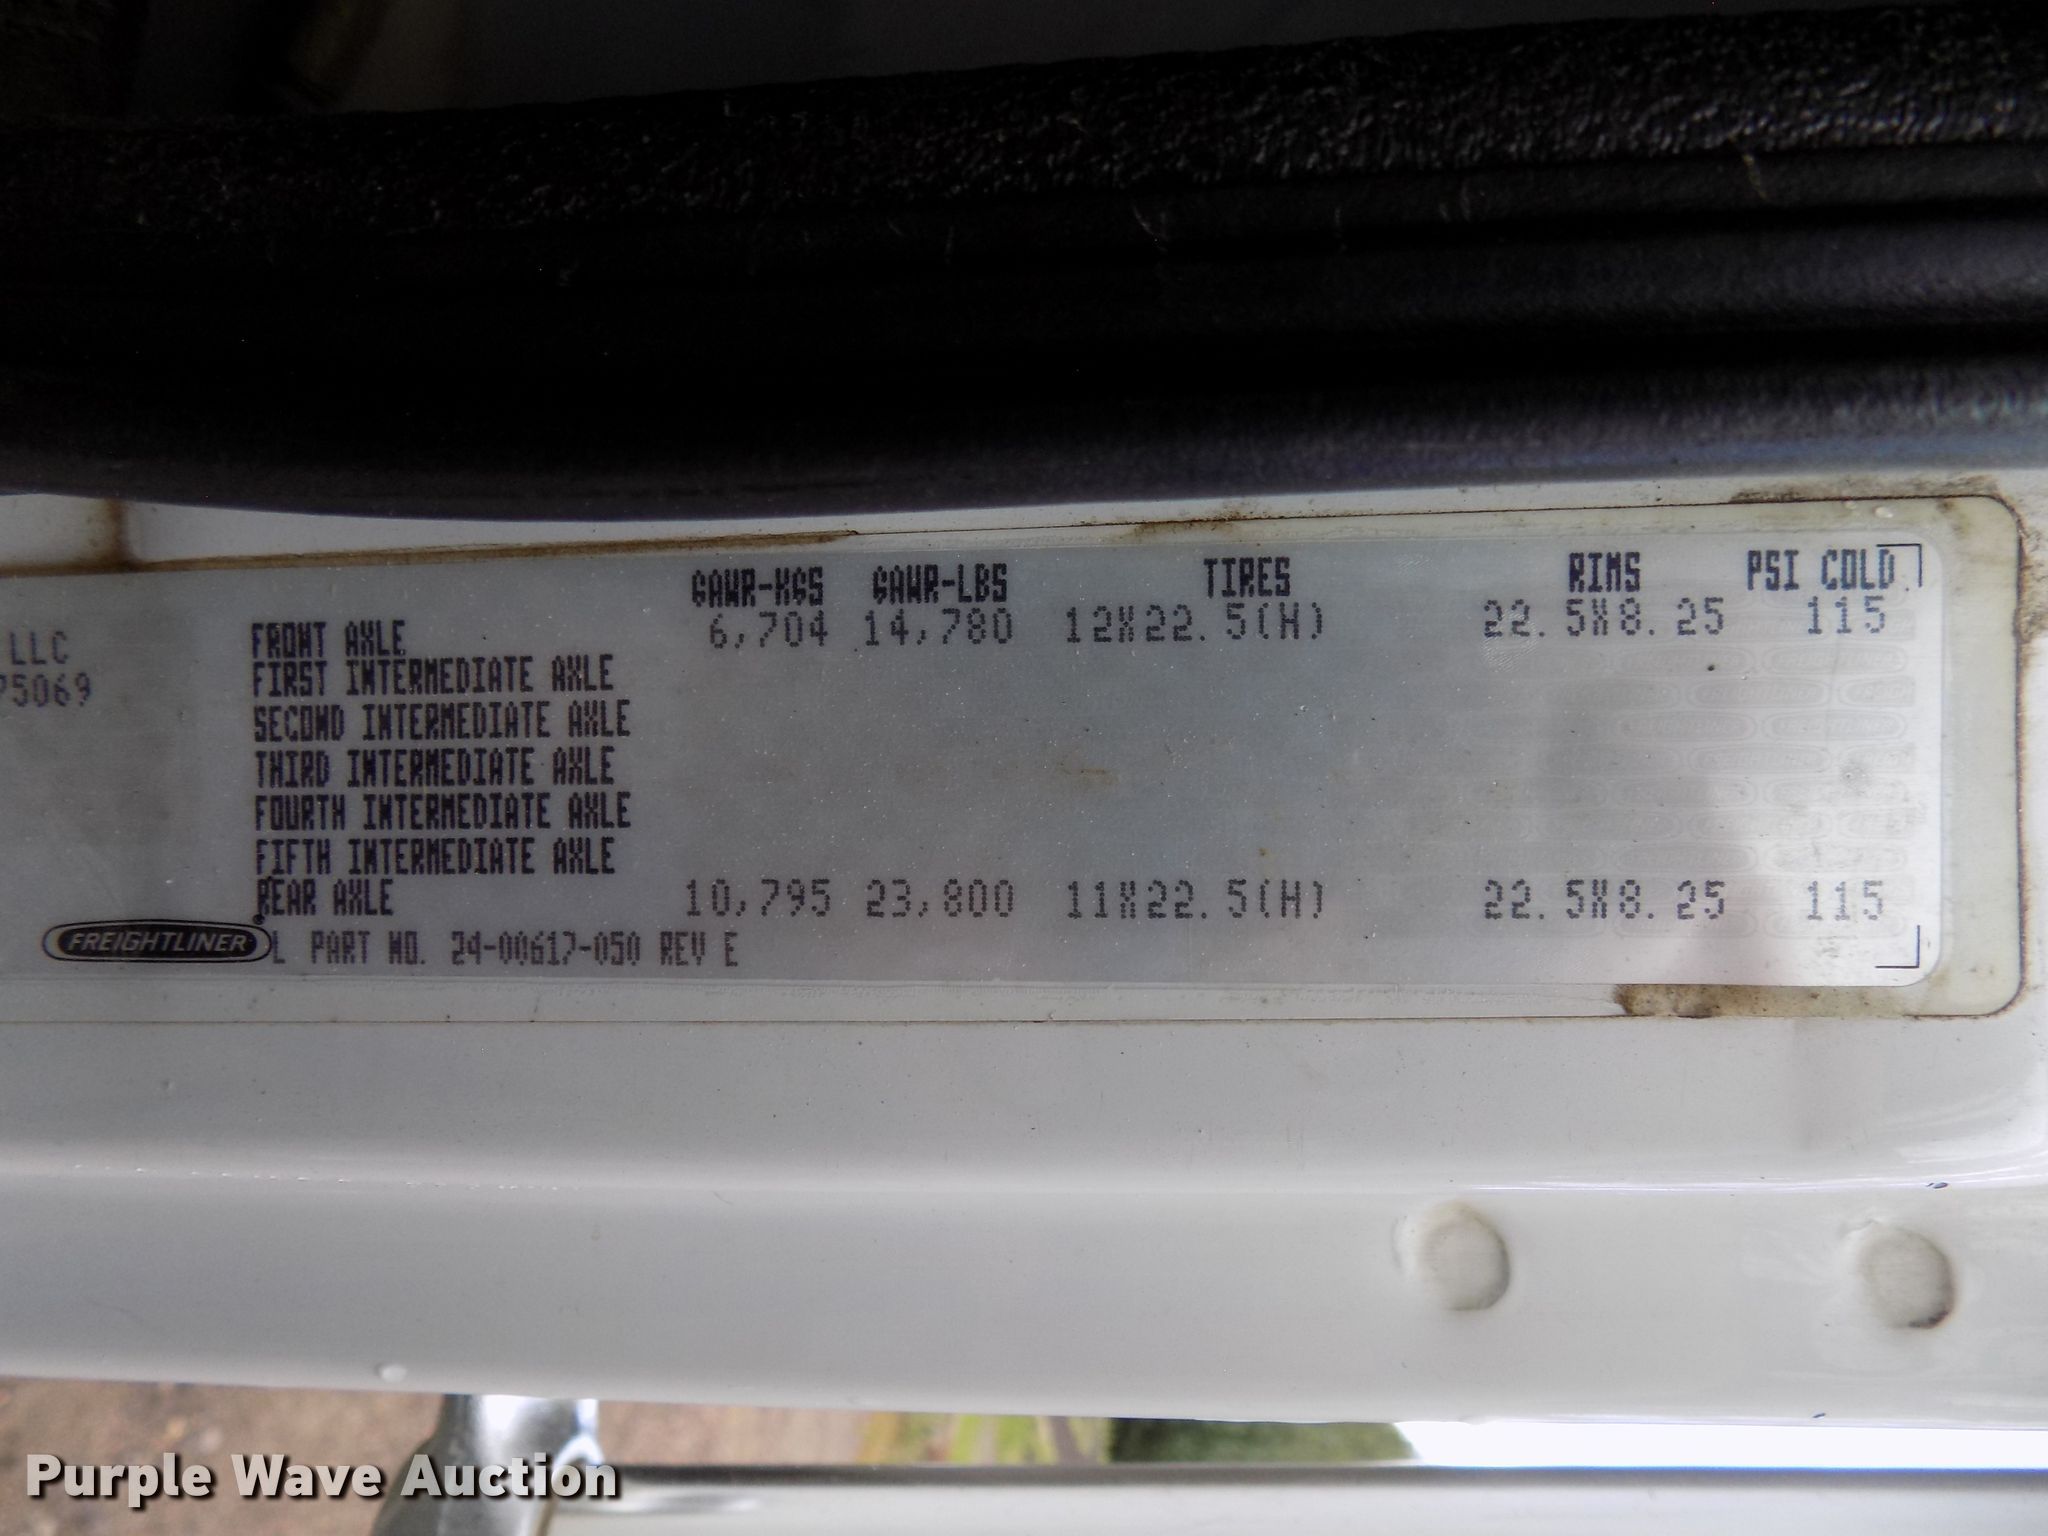 GAWR-KGS GAWR-LBS TIRES RIMS PSI COLD
FRONT AXLE 6,704 14,780 12X22.5(H) 22.5X8.25 115
FIRST INTERMEDIATE AXLE
SECOND INTERMEDIATE AXLE
THIRD INTERMEDIATE AXLE
FOURTH INTERMEDIATE AXLE
FIFTH INTERMEDIATE AXLE
REAR AXLE 10,795 23,800 11X22.5(H) 22.5X8.25 115
LLC
5069
FREIGHTLINER L PART NO. 24-00617-050 REV E
Purple Wave Auction